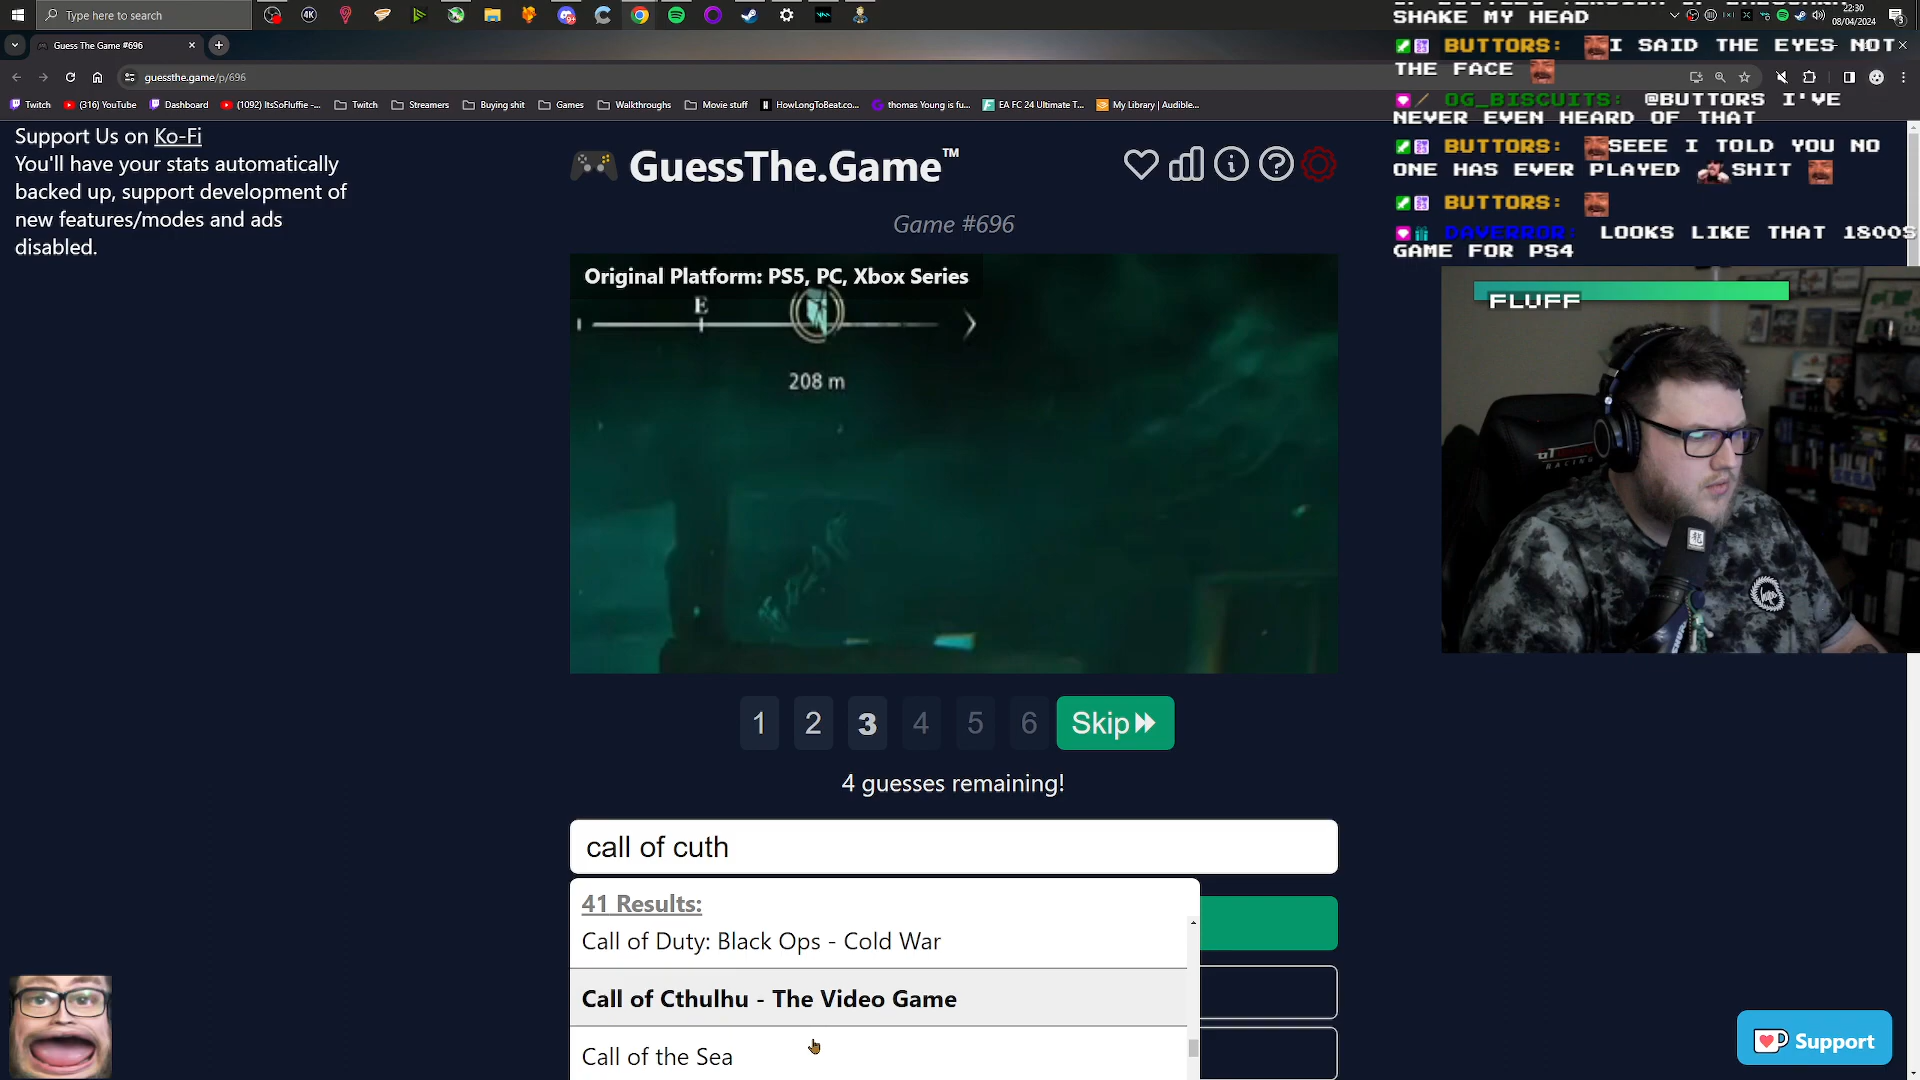 Type here to search
22:30
08/04/2024
Guess The Game #696
guessthe.game/p/696
Twitch
(316) YouTube
Dashboard
(1092) ItsSoFluffie -...
Twitch
Streamers
Buying shit
Games
Walkthroughs
Movie stuff
HowLongToBeat.co...
thomas Young is fu...
EA FC 24 Ultimate T...
My Library | Audible...
SHAKE MY HEAD
BUTTORS: I SAID THE EYES NOT
THE FACE
OG_BISCUITS: @BUTTORS I'VE
NEVER EVEN HEARD OF THAT
BUTTORS: SEEE I TOLD YOU NO
ONE HAS EVER PLAYED SHIT
BUTTORS:
DAVERROR: LOOKS LIKE THAT 1800S
GAME FOR PS4
Support Us on Ko-Fi
You'll have your stats automatically
backed up, support development of
new features/modes and ads
disabled.
GuessThe.Game™
Game #696
Original Platform: PS5, PC, Xbox Series
E
208 m
FLUFF
1 2 3 4 5 6 Skip
4 guesses remaining!
call of cuth
41 Results:
Call of Duty: Black Ops - Cold War
Call of Cthulhu - The Video Game
Call of the Sea
Support